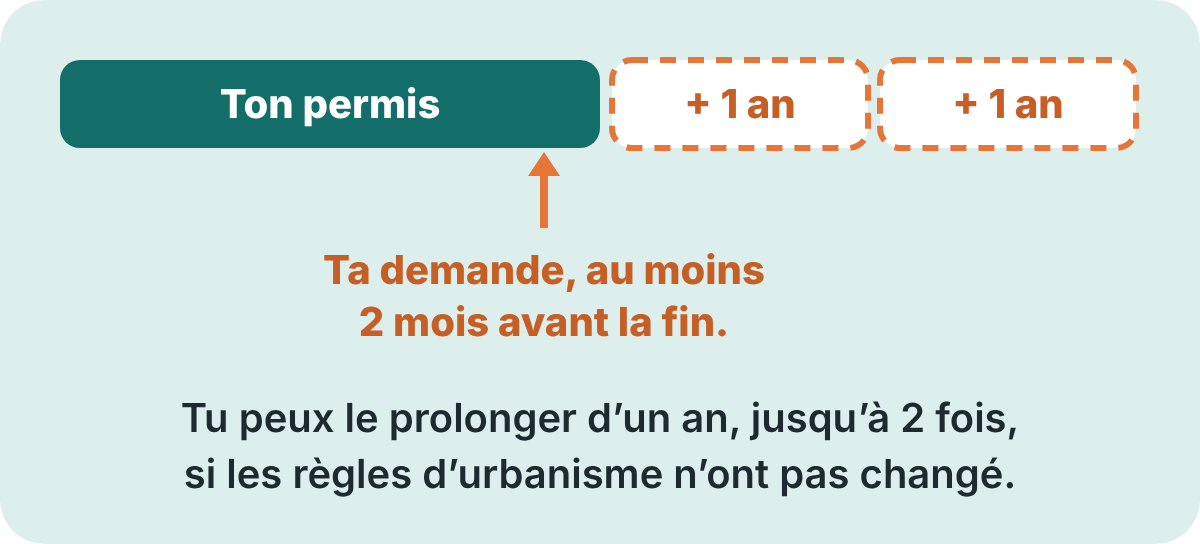 Ton permis
+ 1 an
+ 1 an
Ta demande, au moins
2 mois avant la fin.
Tu peux le prolonger d’un an, jusqu’à 2 fois,
si les règles d’urbanisme n’ont pas changé.